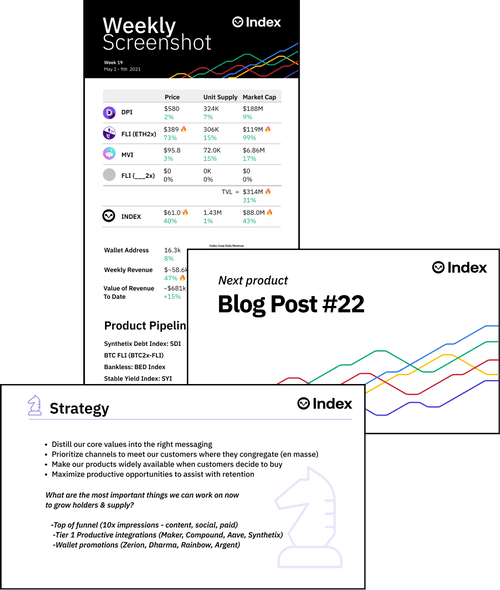 Weekly
Screenshot
Index
Week 19
May 2 - 9th 2021
Price Unit Supply Market Cap
DPI $580 324K $188M
2% 7% 9%
FLI (ETH2x) $389 🔥 306K $119M 🔥
73% 15% 99%
MVI $95.8 72.0K $6.86M
3% 15% 17%
FLI (___2x) $0 0K $0
0% 0% 0%
TVL = $314M 🔥
31%
INDEX $61.0 🔥 1.43M $88.0M 🔥
40% 1% 43%
Index Coop Daily Revenue
Wallet Address 16.3k
8%
Weekly Revenue $~58.6k
47% 🔥
Value of Revenue ~$681k
To Date +15%
Product Pipelin
Synthetix Debt Index: SDI
BTC FLI (BTC2x-FLI)
Bankless: BED Index
Stable Yield Index: SYI
Index
Next product
Blog Post #22
Strategy
Index
• Distill our core values into the right messaging
• Prioritize channels to meet our customers where they congregate (en masse)
• Make our products widely available when customers decide to buy
• Maximize productive opportunities to assist with retention
What are the most important things we can work on now
to grow holders & supply?
-Top of funnel (10x impressions - content, social, paid)
-Tier 1 Productive integrations (Maker, Compound, Aave, Synthetix)
-Wallet promotions (Zerion, Dharma, Rainbow, Argent)